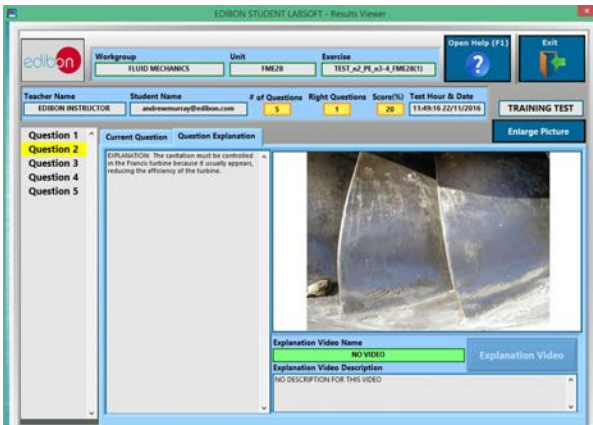 EDIBON STUDENT LABSOFT - Results Viewer
edibon
Workgroup
FLUID MECHANICS
Unit
FME28
Exercise
TEST_n2_PE_n3-4_FME28(1)
Open Help (F1)
?
Exit
Teacher Name
EDIBON INSTRUCTOR
Student Name
andrewmurray@edibon.com
# of Questions
5
Right Questions
1
Score(%)
20
Test Hour & Date
11:49:16 22/11/2016
TRAINING TEST
Enlarge Picture
Question 1
Question 2
Question 3
Question 4
Question 5
Current Question
Question Explanation
EXPLANATION: The cavitation must be controlled
in the Francis turbine because it usually appears,
reducing the efficiency of the turbine.
Explanation Video Name
NO VIDEO
Explanation Video
Explanation Video Description
NO DESCRIPTION FOR THIS VIDEO